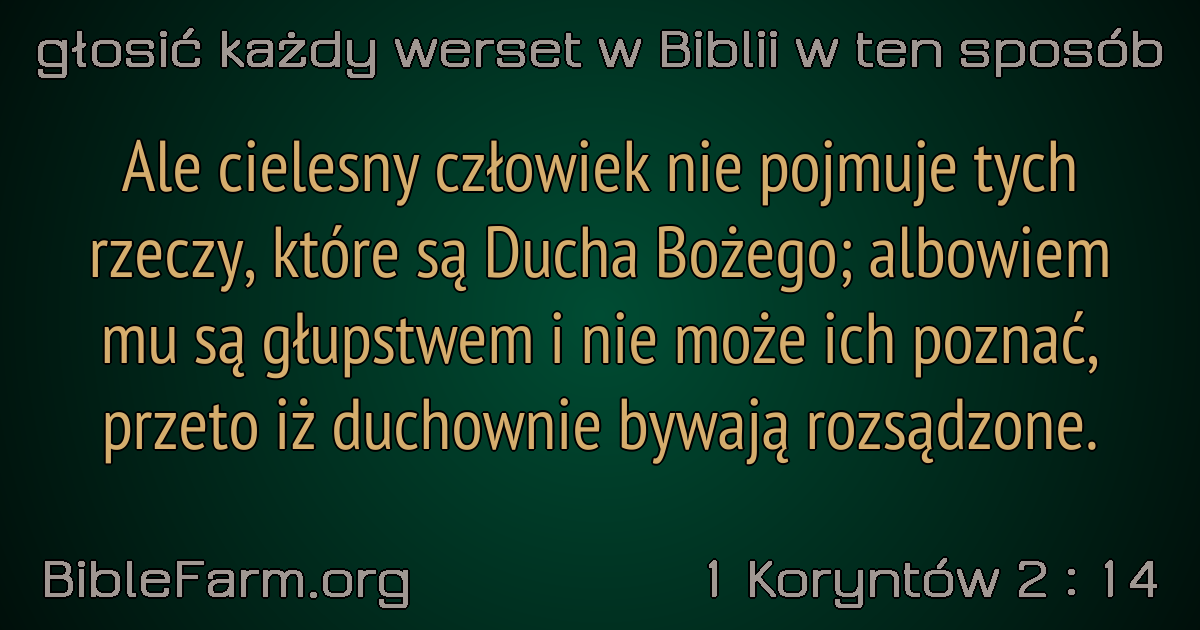 głosić każdy werset w Biblii w ten sposób
Ale cielesny człowiek nie pojmuje tych
rzeczy, które są Ducha Bożego; albowiem
mu są głupstwem i nie może ich poznać,
przeto iż duchownie bywają rozsądzone.
BibleFarm.org
1 Koryntów 2 : 14